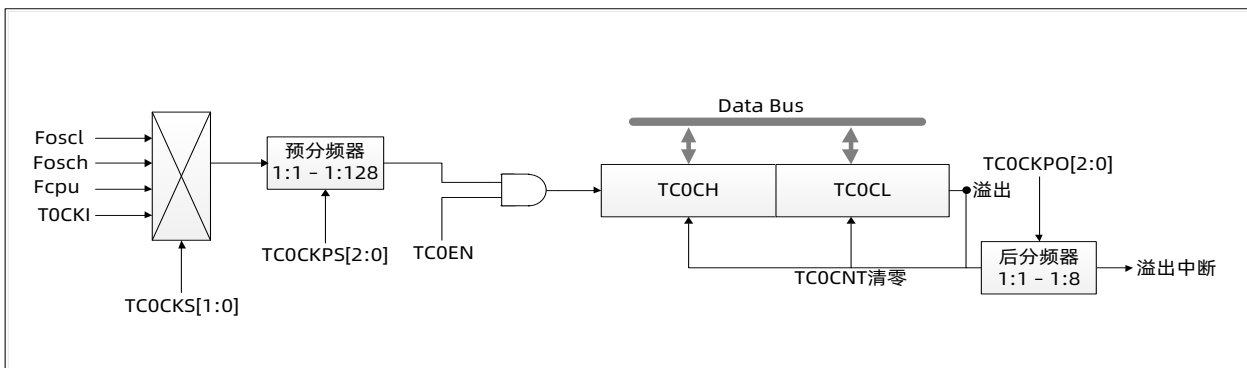 Data Bus
Foscl
Fosch
Fcpu
T0CKI
预分频器
1:1 – 1:128
TC0CH
TC0CL
TC0CKPO[2:0]
溢出
TC0CKPS[2:0]
TC0EN
TC0CNT清零
后分频器
1:1 – 1:8
溢出中断
TC0CKS[1:0]